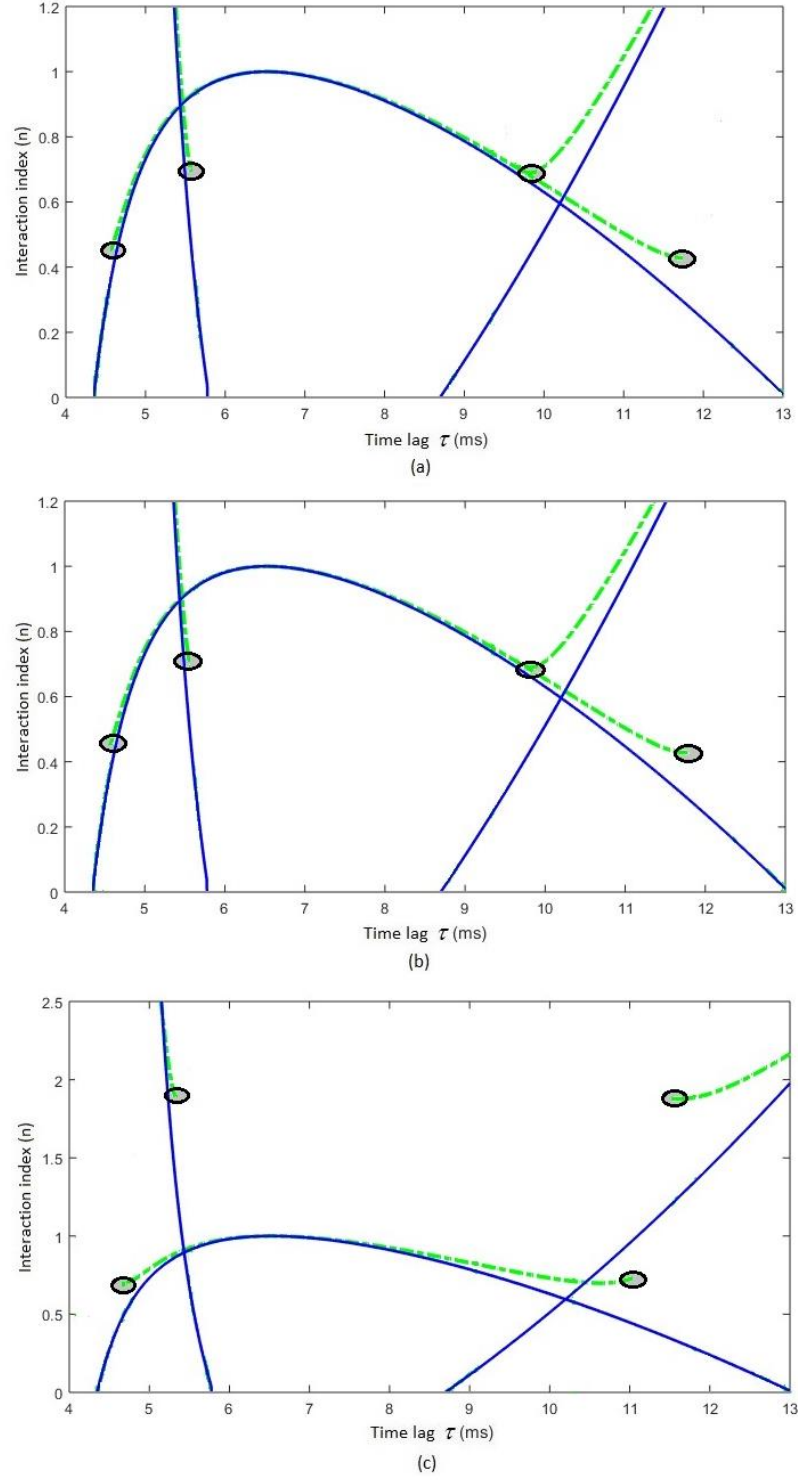 1.2
1
0.8
0.6
0.4
0.2
0
Interaction index (n)
4 5 6 7 8 9 10 11 12 13
Time lag τ (ms)
(a)
1.2
1
0.8
0.6
0.4
0.2
0
Interaction index (n)
4 5 6 7 8 9 10 11 12 13
Time lag τ (ms)
(b)
2.5
2
1.5
1
0.5
0
Interaction index (n)
4 5 6 7 8 9 10 11 12 13
Time lag τ (ms)
(c)